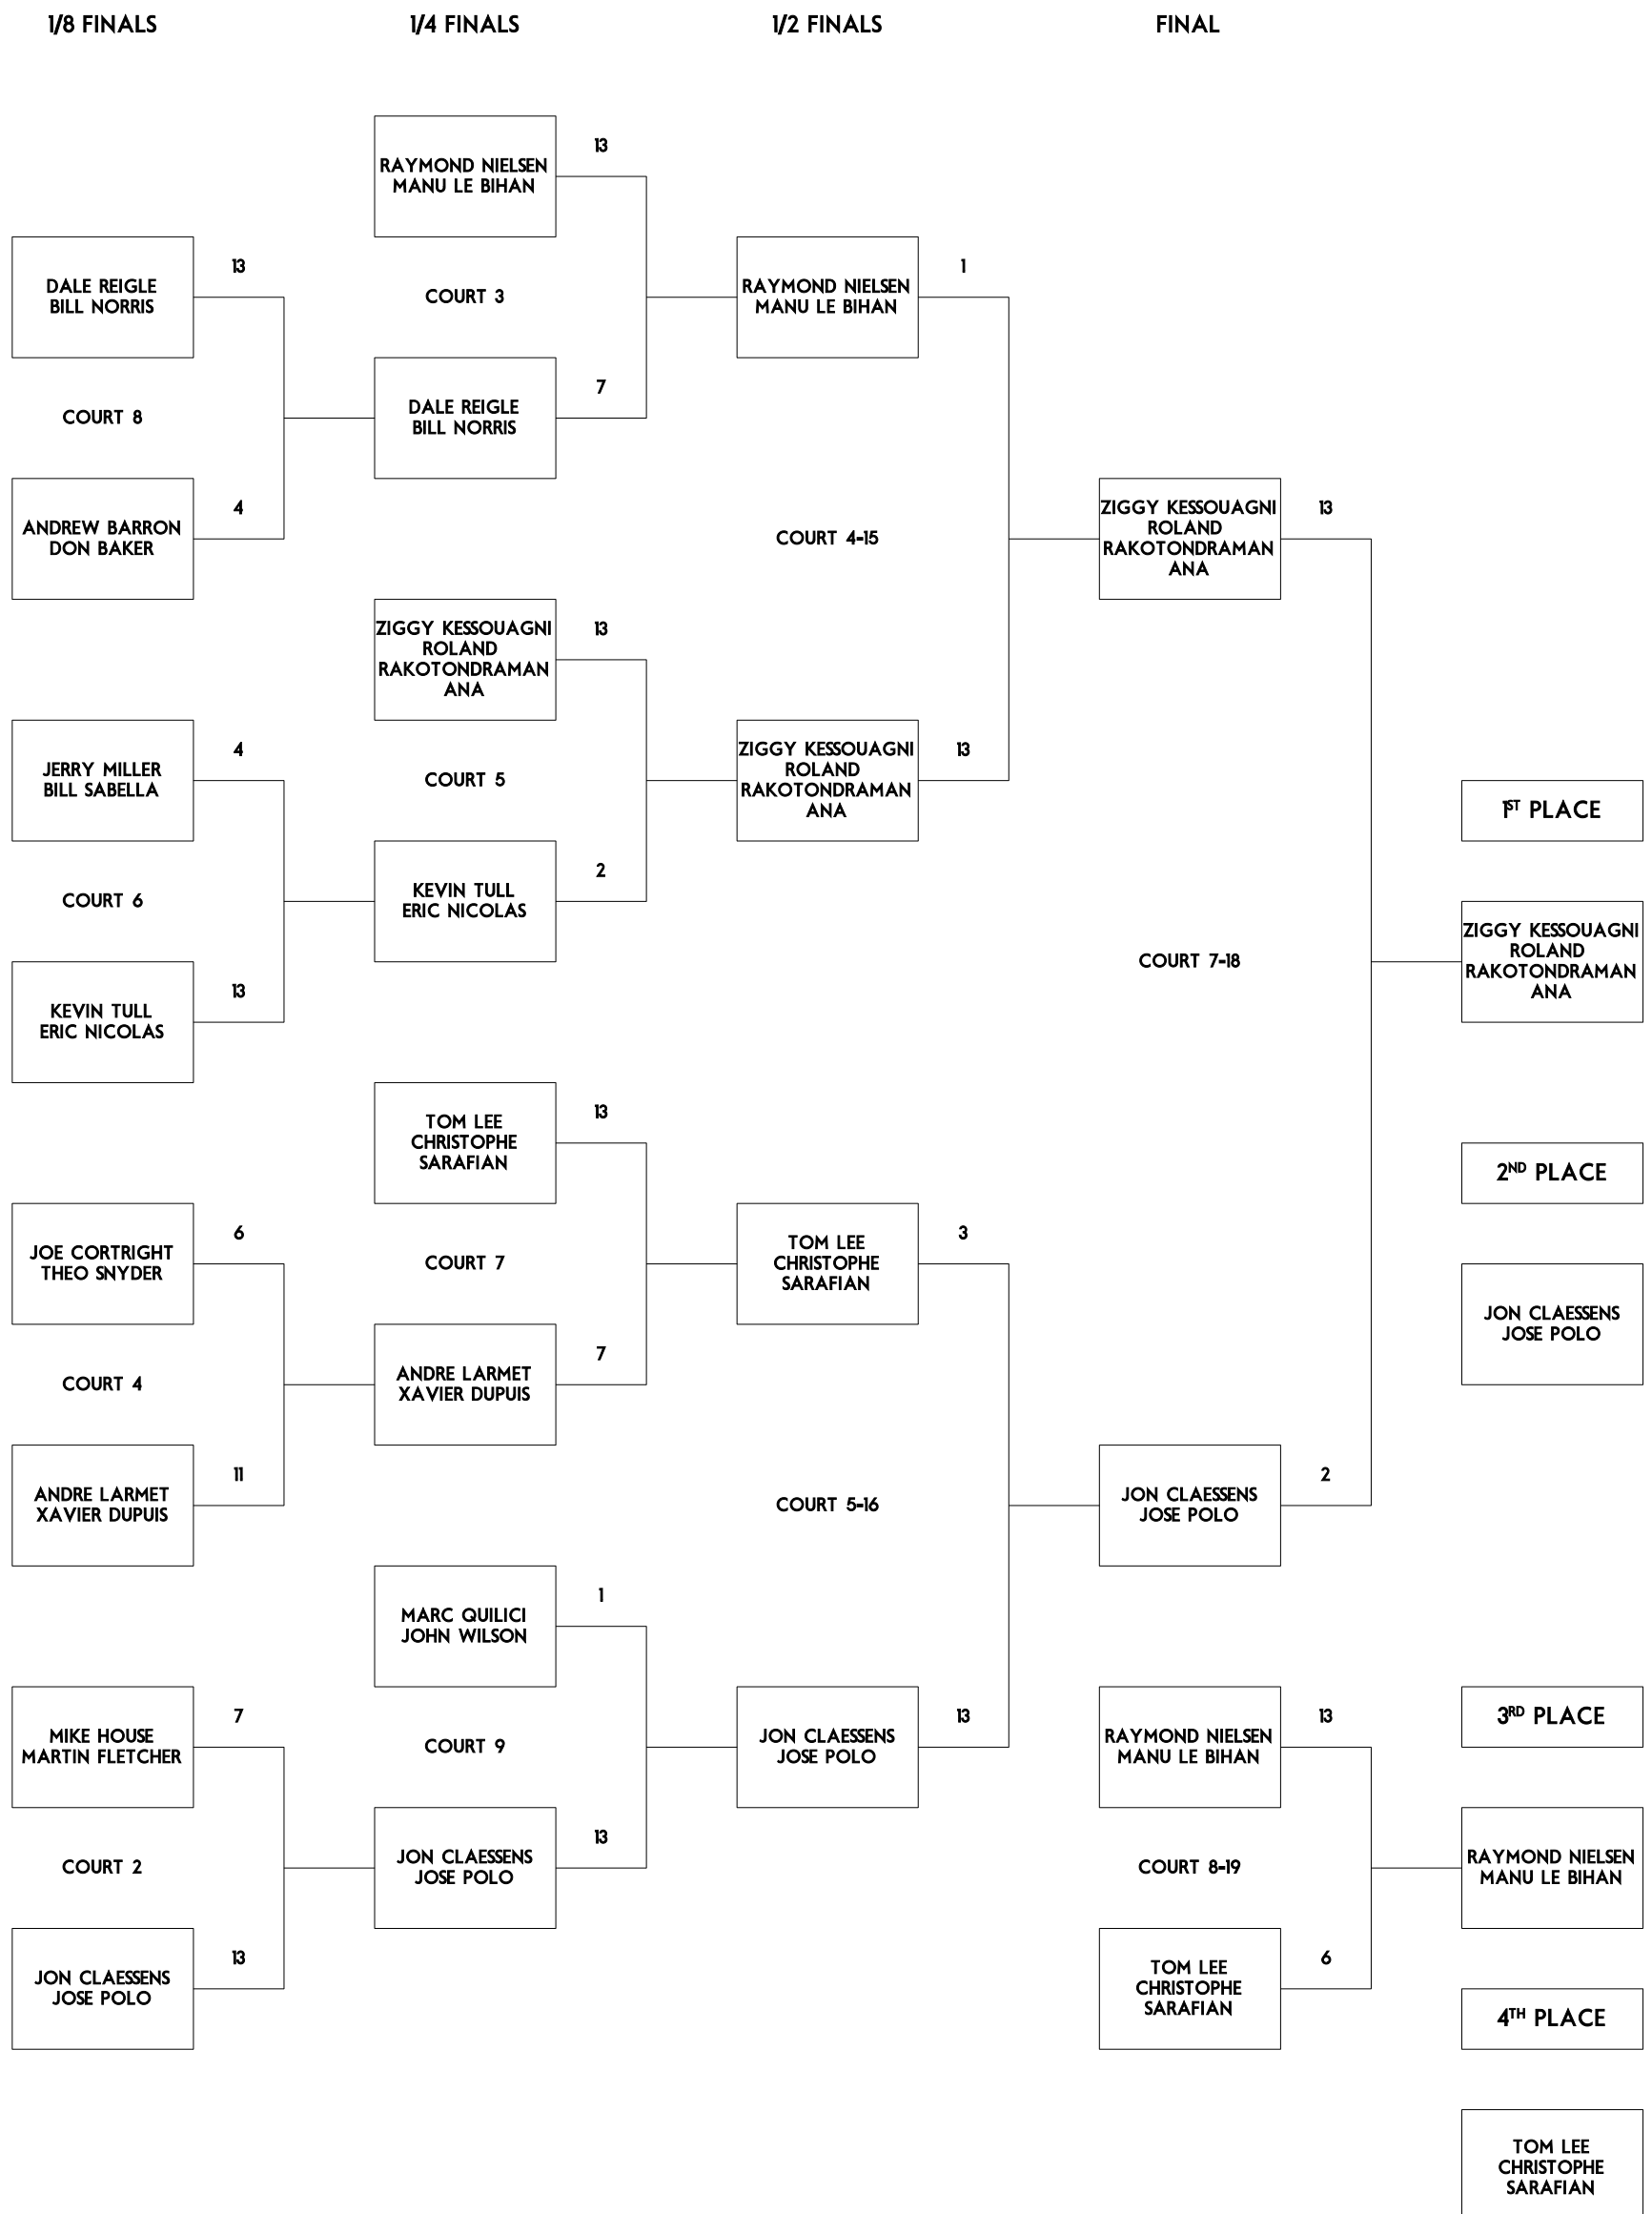 1/8 FINALS
1/4 FINALS
1/2 FINALS
FINAL
DALE REIGLE
BILL NORRIS
13
COURT 8
ANDREW BARRON
DON BAKER
4
JERRY MILLER
BILL SABELLA
4
COURT 6
KEVIN TULL
ERIC NICOLAS
13
JOE CORTRIGHT
THEO SNYDER
6
COURT 4
ANDRE LARMET
XAVIER DUPUIS
11
MIKE HOUSE
MARTIN FLETCHER
7
COURT 2
JON CLAESSENS
JOSE POLO
13
RAYMOND NIELSEN
MANU LE BIHAN
13
COURT 3
DALE REIGLE
BILL NORRIS
7
ZIGGY KESSOUAGNI
ROLAND
RAKOTONDRAMAN
ANA
13
COURT 5
KEVIN TULL
ERIC NICOLAS
2
TOM LEE
CHRISTOPHE
SARAFIAN
13
COURT 7
ANDRE LARMET
XAVIER DUPUIS
7
MARC QUILICI
JOHN WILSON
1
COURT 9
JON CLAESSENS
JOSE POLO
13
RAYMOND NIELSEN
MANU LE BIHAN
1
COURT 4-15
ZIGGY KESSOUAGNI
ROLAND
RAKOTONDRAMAN
ANA
13
TOM LEE
CHRISTOPHE
SARAFIAN
3
COURT 5-16
JON CLAESSENS
JOSE POLO
13
ZIGGY KESSOUAGNI
ROLAND
RAKOTONDRAMAN
ANA
13
COURT 7-18
JON CLAESSENS
JOSE POLO
2
RAYMOND NIELSEN
MANU LE BIHAN
13
COURT 8-19
TOM LEE
CHRISTOPHE
SARAFIAN
6
1ST PLACE
ZIGGY KESSOUAGNI
ROLAND
RAKOTONDRAMAN
ANA
2ND PLACE
JON CLAESSENS
JOSE POLO
3RD PLACE
RAYMOND NIELSEN
MANU LE BIHAN
4TH PLACE
TOM LEE
CHRISTOPHE
SARAFIAN